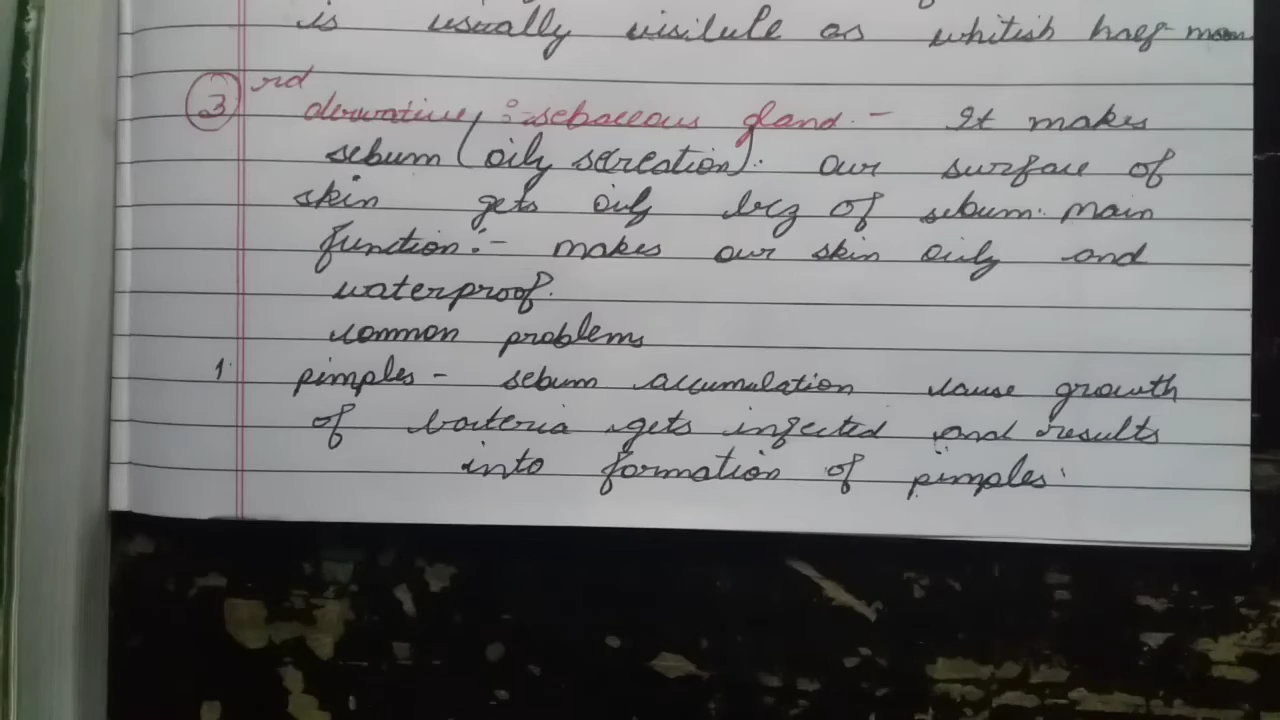 is usually visilule as whitish half-moon
③rd derivative :- sebaceous gland. - It makes
sebum (oily secreation). our surface of
skin gets oily bcz of sebum. main
function:- makes our skin oily and
waterproof.
common problems
1. pimples - sebum accumulation cause growth
of bacteria gets infected and results
into formation of pimples.